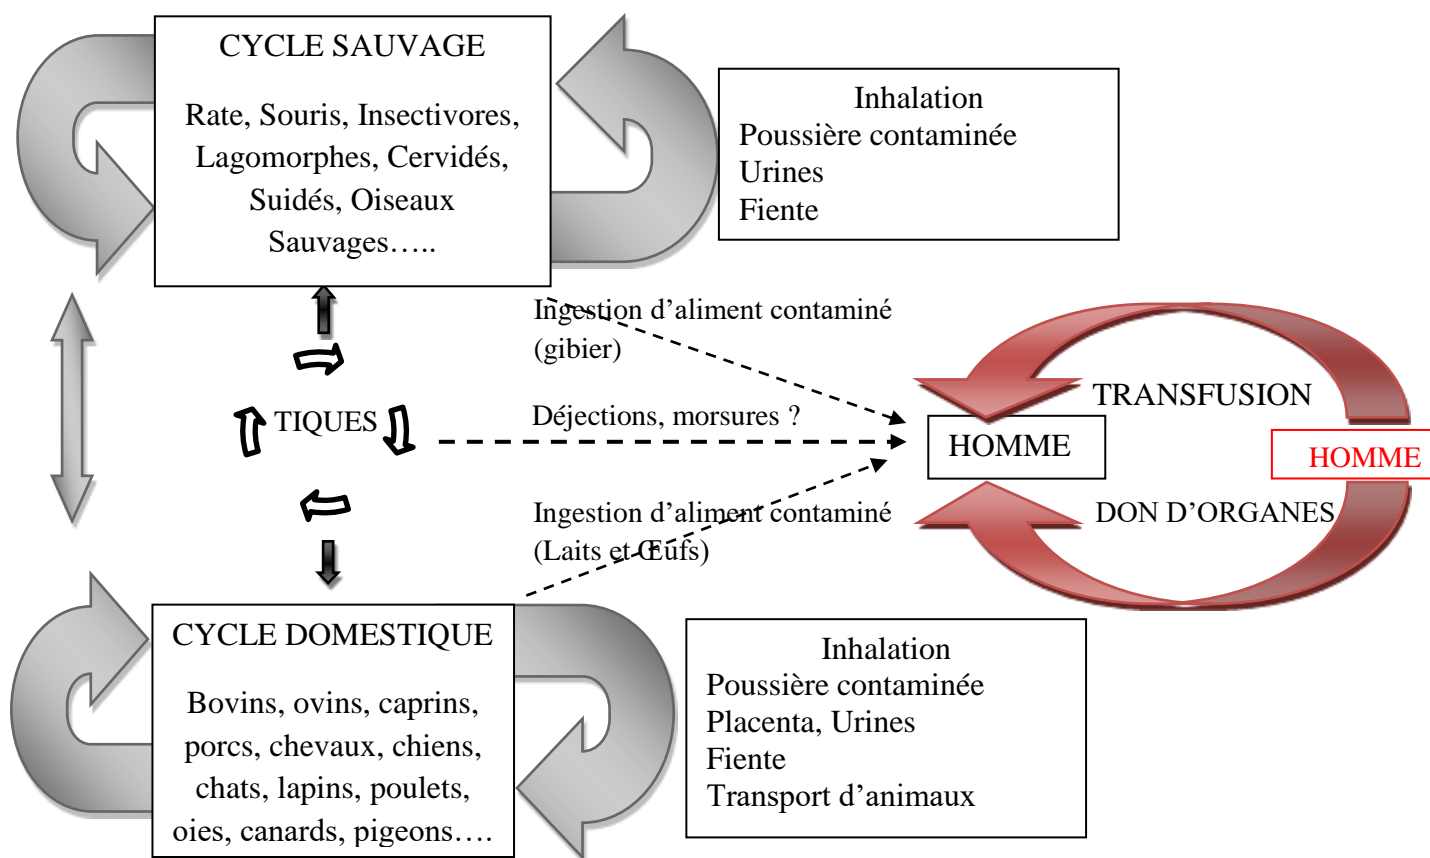 CYCLE SAUVAGE
Rate, Souris, Insectivores,
Lagomorphes, Cervidés,
Suidés, Oiseaux
Sauvages…..
Inhalation
Poussière contaminée
Urines
Fiente
Ingestion d’aliment contaminé
(gibier)
TRANSFUSION
TIQUES
Déjections, morsures ?
HOMME
HOMME
DON D’ORGANES
Ingestion d’aliment contaminé
(Laits et Œufs)
CYCLE DOMESTIQUE
Bovins, ovins, caprins,
porcs, chevaux, chiens,
chats, lapins, poulets,
oies, canards, pigeons….
Inhalation
Poussière contaminée
Placenta, Urines
Fiente
Transport d’animaux